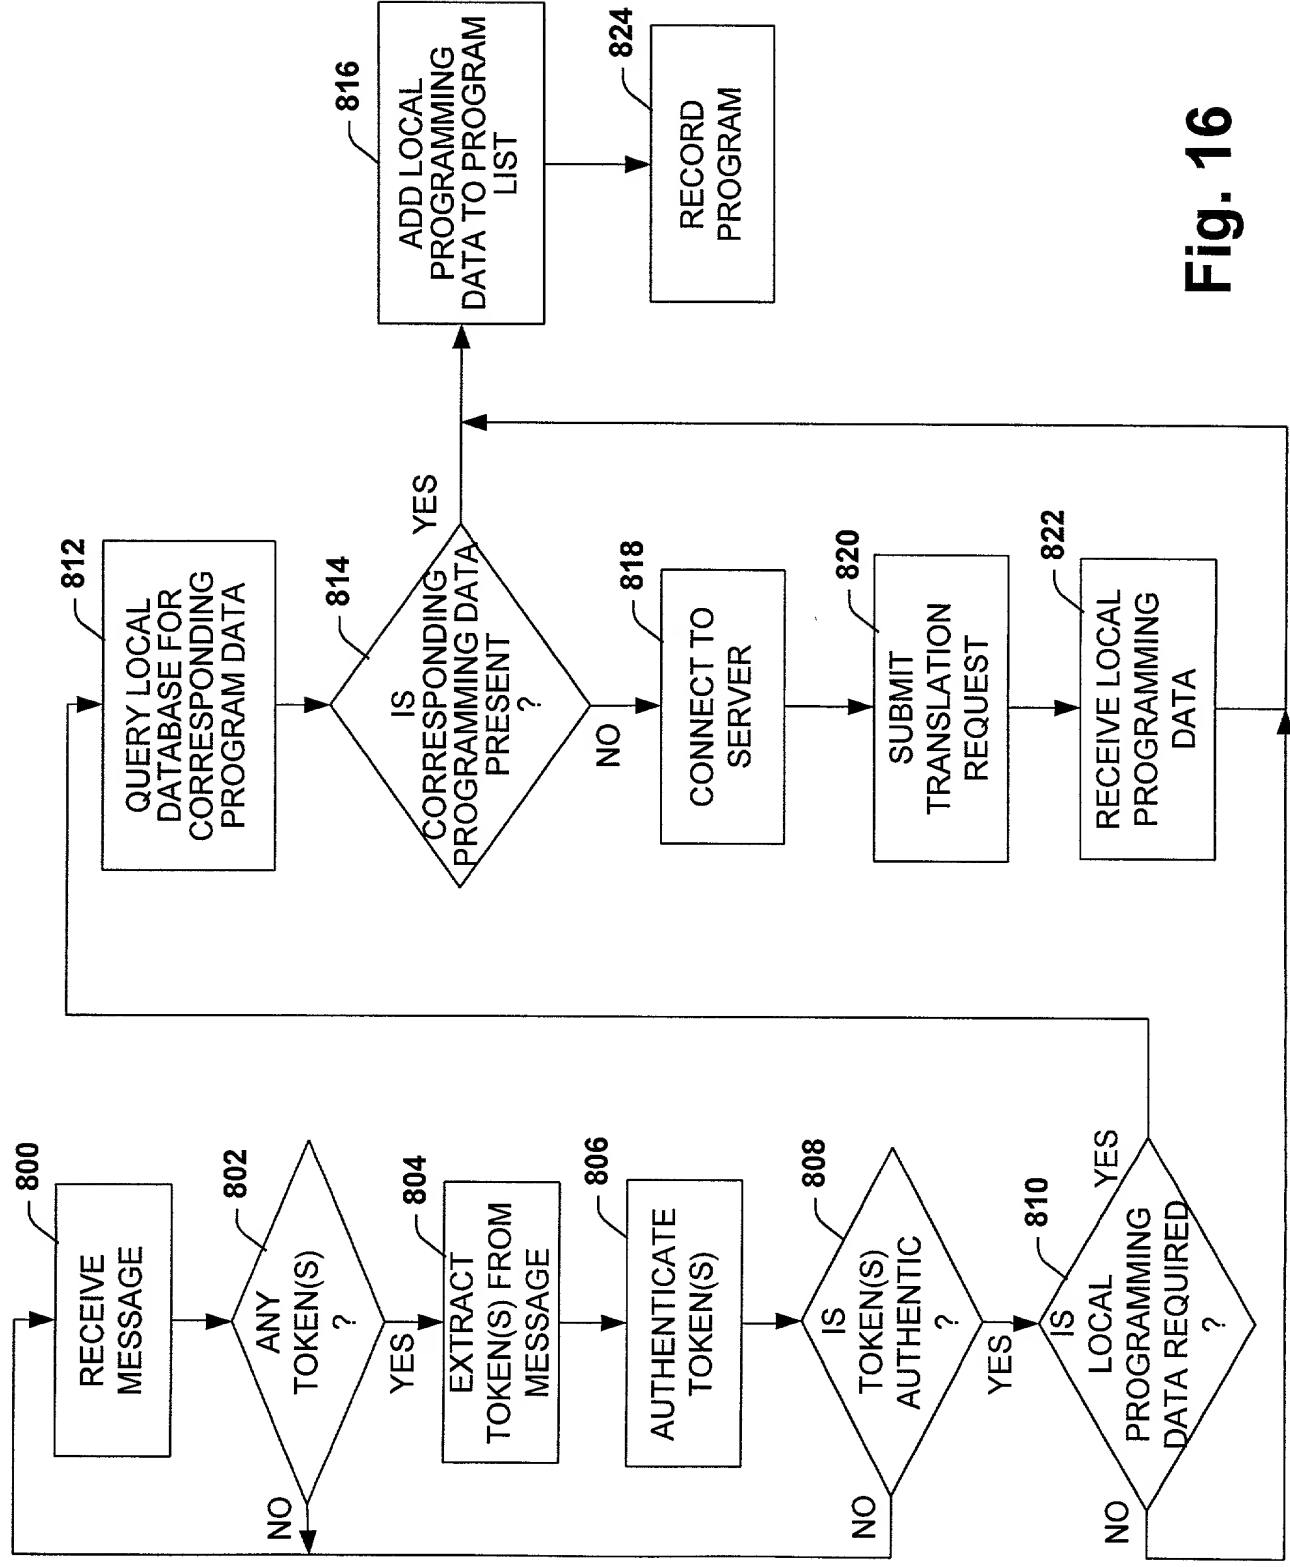 800
RECEIVE
MESSAGE
802
ANY
TOKEN(S)
?
NO
YES
804
EXTRACT
TOKEN(S) FROM
MESSAGE
806
AUTHENTICATE
TOKEN(S)
808
IS
TOKEN(S)
AUTHENTIC
?
NO
YES
810
IS
LOCAL
PROGRAMMING
DATA REQUIRED
?
NO
YES
812
QUERY LOCAL
DATABASE FOR
CORRESPONDING
PROGRAM DATA
814
IS
CORRESPONDING
PROGRAMMING DATA
PRESENT
?
YES
NO
818
CONNECT TO
SERVER
820
SUBMIT
TRANSLATION
REQUEST
822
RECEIVE LOCAL
PROGRAMMING
DATA
816
ADD LOCAL
PROGRAMMING
DATA TO PROGRAM
LIST
824
RECORD
PROGRAM
Fig. 16